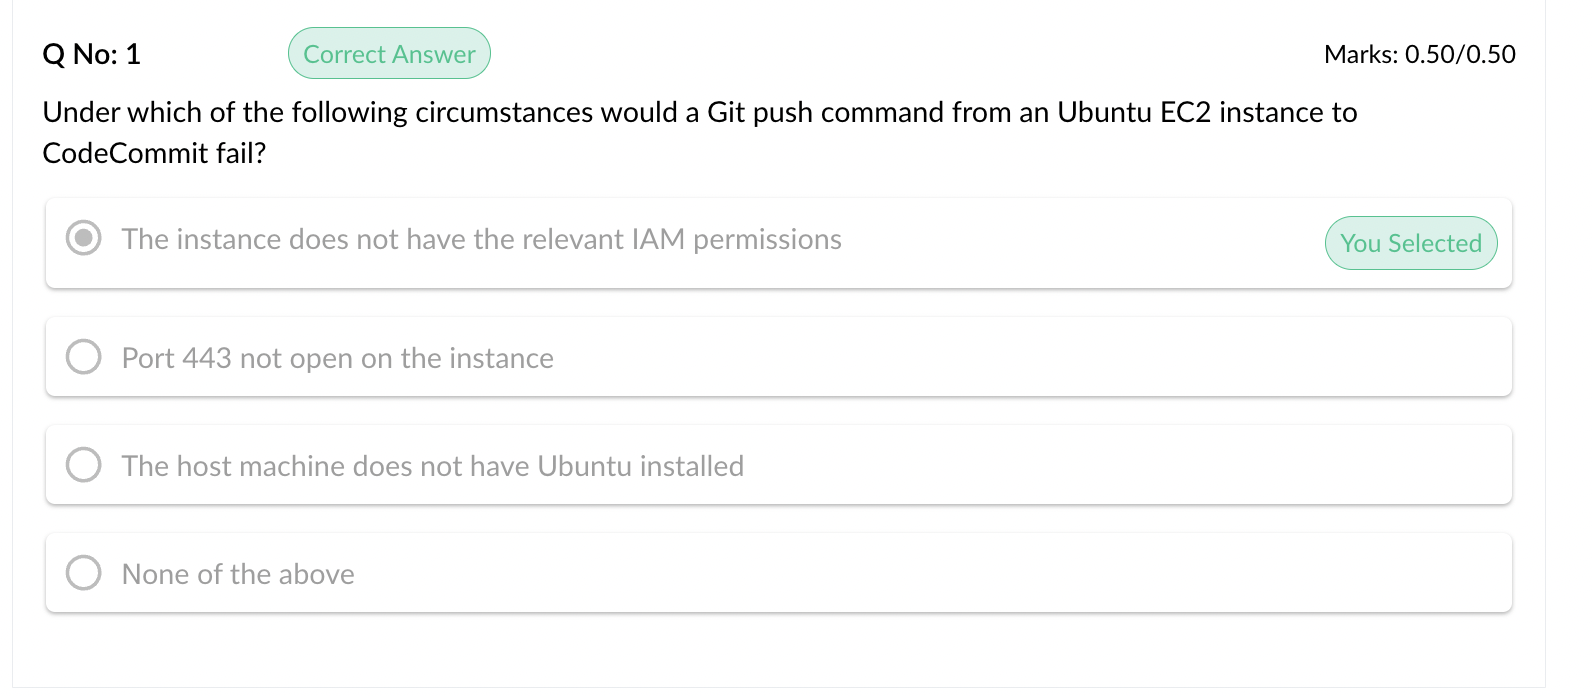 Q No: 1
Correct Answer
Marks: 0.50/0.50
Under which of the following circumstances would a Git push command from an Ubuntu EC2 instance to
CodeCommit fail?
The instance does not have the relevant IAM permissions
You Selected
Port 443 not open on the instance
The host machine does not have Ubuntu installed
None of the above